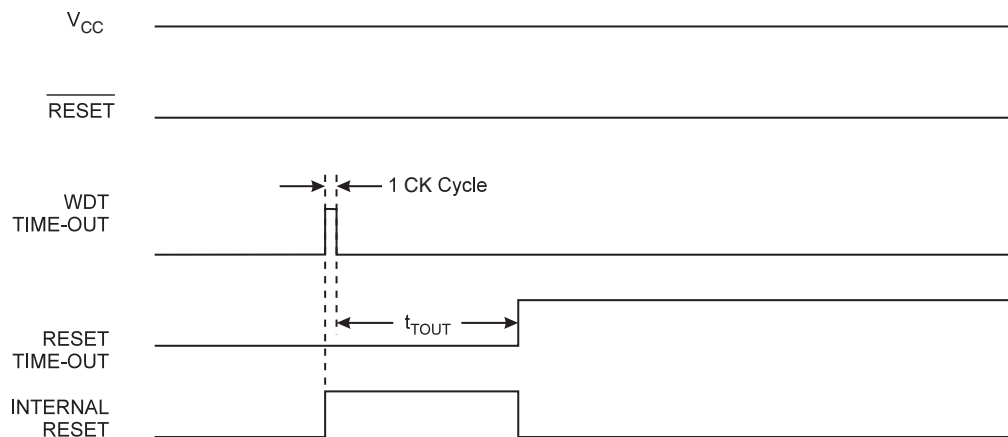 VCC
RESET
1 CK Cycle
WDT
TIME-OUT
tTOUT
RESET
TIME-OUT
INTERNAL
RESET